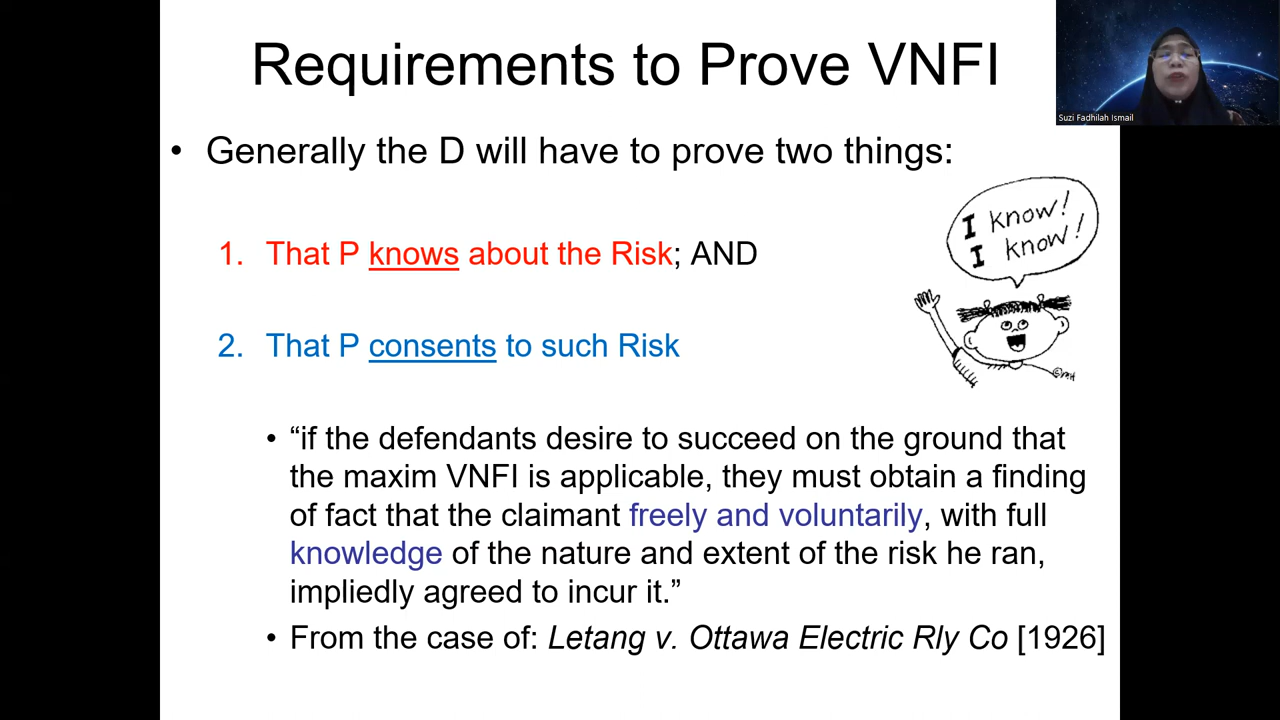 Requirements to Prove VNFI
Suzi Fadhilah Ismail
• Generally the D will have to prove two things:
I know!
I know!
1. That P knows about the Risk; AND
2. That P consents to such Risk
©MH
• “if the defendants desire to succeed on the ground that
the maxim VNFI is applicable, they must obtain a finding
of fact that the claimant freely and voluntarily, with full
knowledge of the nature and extent of the risk he ran,
impliedly agreed to incur it.”
• From the case of: Letang v. Ottawa Electric Rly Co [1926]